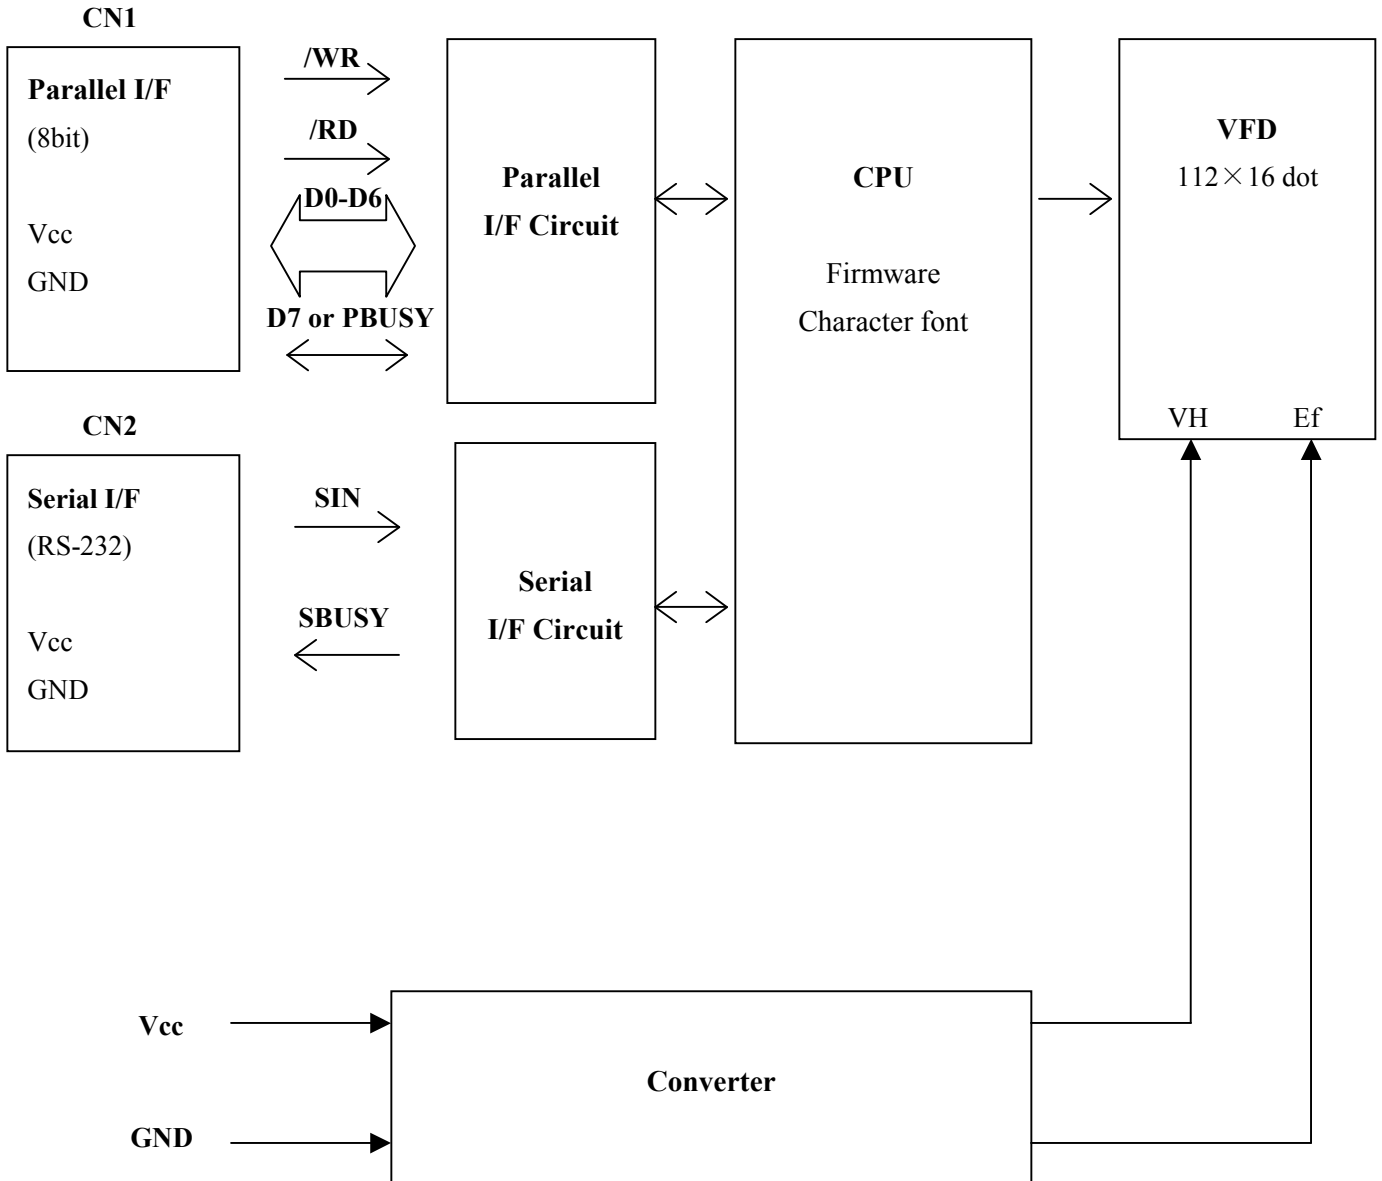 CN1
Parallel I/F
(8bit)
Vcc
GND
/WR
/RD
D0-D6
D7 or PBUSY
Parallel
I/F Circuit
CPU
Firmware
Character font
VFD
112×16 dot
VH Ef
CN2
Serial I/F
(RS-232)
Vcc
GND
SIN
SBUSY
Serial
I/F Circuit
Vcc
GND
Converter